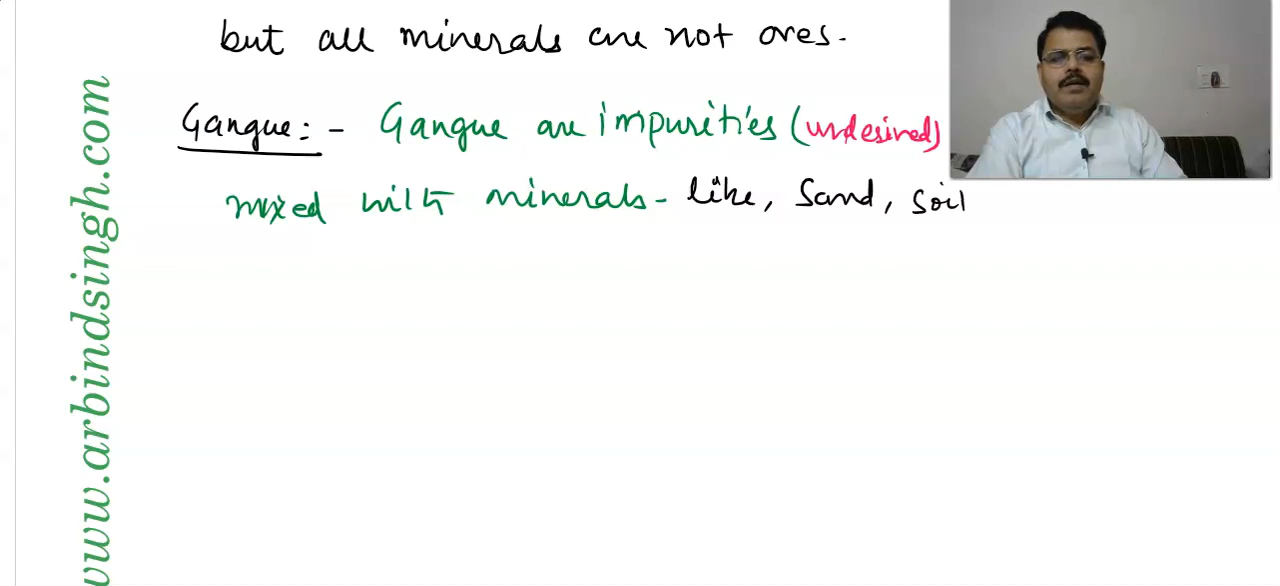 but all minerals are not ores.
Gangue: - Gangue are impurities (undesired)
mixed with minerals - like, Sand, Soil
www.arbindsingh.com